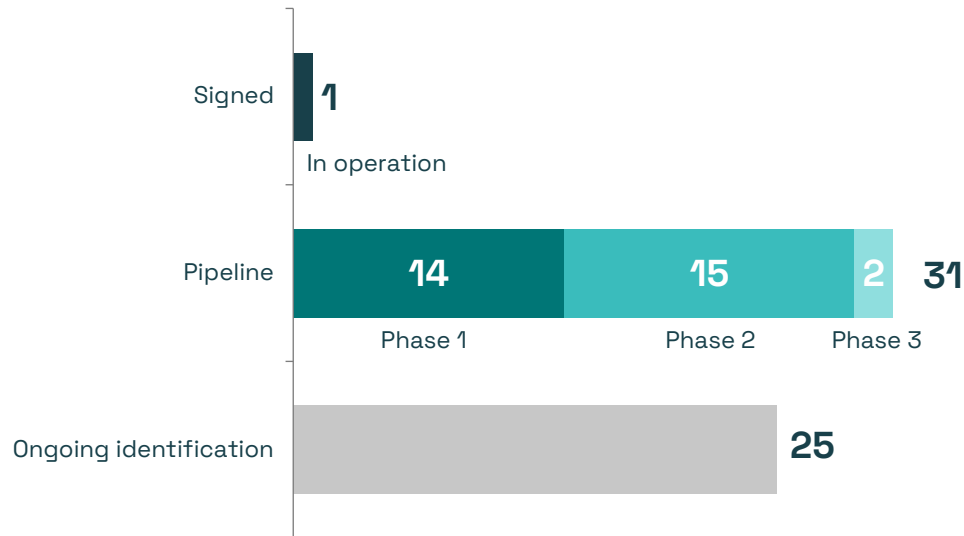 Signed
1
In operation
Pipeline
14 15 2 31
Phase 1 Phase 2 Phase 3
Ongoing identification
25